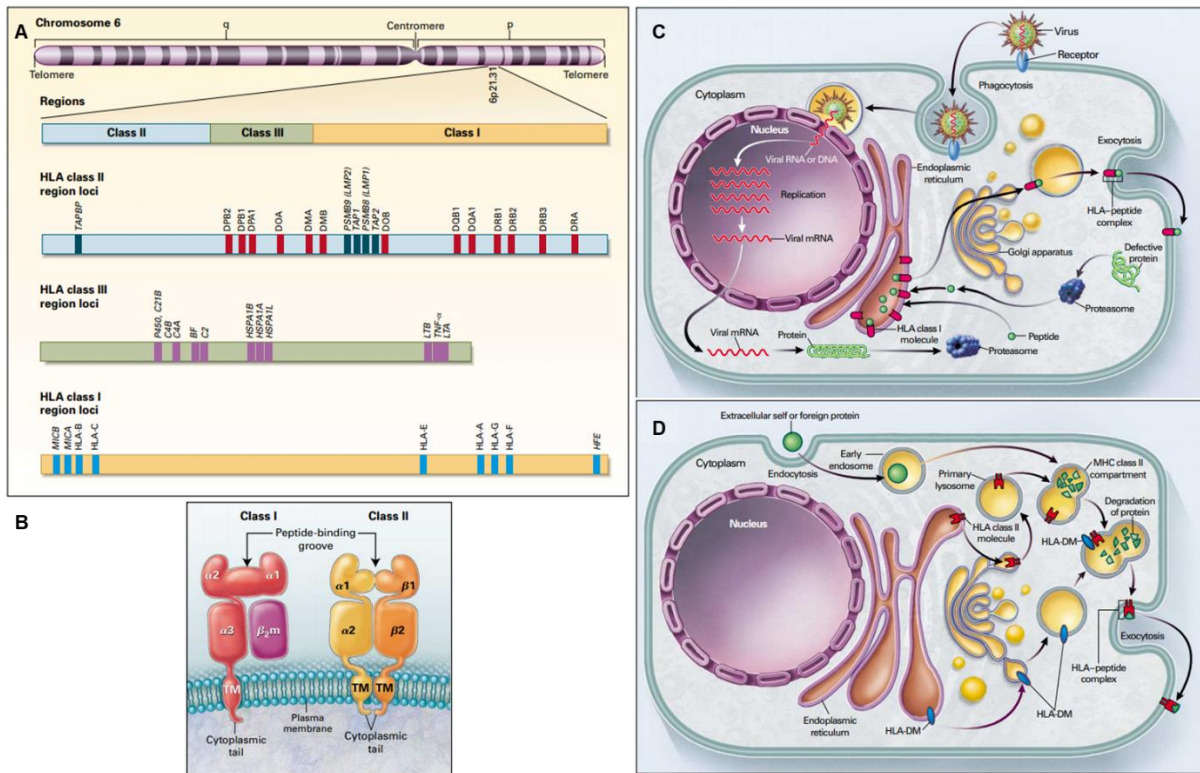 A
Chromosome 6
q
Centromere
p
Telomere
Telomere
6p21.31
Regions
Class II
Class III
Class I
HLA class II
region loci
TAPBP
DPB2
DPB1
DPA1
DOA
DMA
DMB
PSMB9 (LMP2)
TAP1
PSMB8 (LMP1)
TAP2
DOB
DQB1
DQA1
DRB1
DRB2
DRB3
DRA
HLA class III
region loci
P450, C21B
C4B
C4A
BF
C2
HSPA1B
HSPA1A
HSPA1L
LTB
TNF-α
LTA
HLA class I
region loci
MICB
MICA
HLA-B
HLA-C
HLA-E
HLA-A
HLA-G
HLA-F
HFE
B
Class I
Class II
Peptide-binding
groove
α2
α1
α1
β1
α3
β2m
α2
β2
TM
TM
TM
Plasma
membrane
Cytoplasmic
tail
Cytoplasmic
tail
C
Virus
Receptor
Phagocytosis
Cytoplasm
Nucleus
Viral RNA or DNA
Endoplasmic
reticulum
Exocytosis
Replication
HLA–peptide
complex
Viral mRNA
Golgi apparatus
Defective
protein
Proteasome
HLA class I
molecule
Peptide
Viral mRNA
Protein
Proteasome
D
Extracellular self or foreign protein
Cytoplasm
Endocytosis
Early
endosome
Primary
lysosome
MHC class II
compartment
Nucleus
HLA class II
molecule
Degradation
of protein
HLA-DM
Exocytosis
HLA–peptide
complex
Endoplasmic
reticulum
HLA-DM
HLA-DM